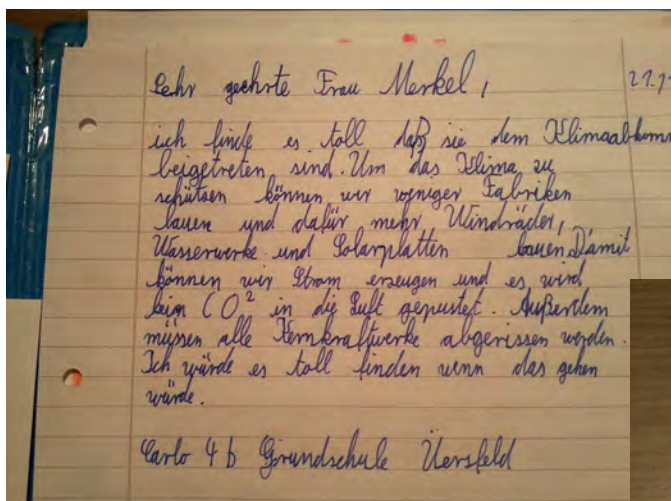 Sehr geehrte Frau Merkel,
ich finde es toll daß sie dem Klimaabkomm
beigetreten sind. Um das Klima zu
schützen können wir weniger Fabriken
bauen und dafür mehr Windräder,
Wasserwerke und Solarplatten bauen. Damit
können wir Strom erzeugen und es wird
kein CO² in die Luft gepustet. Außerdem
müssen alle Kernkraftwerke abgerissen werden.
Ich würde es toll finden wenn das gehen
würde.
Carlo 4b Grundschule Üersfeld